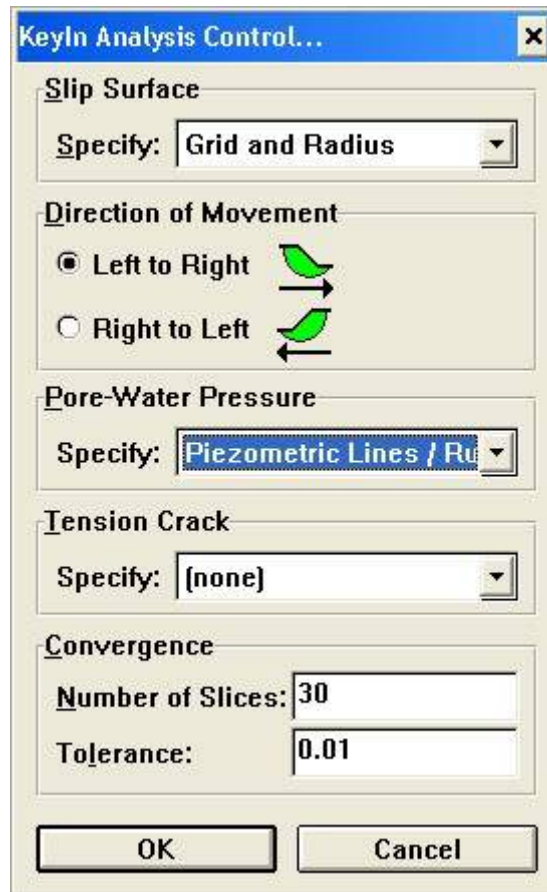 KeyIn Analysis Control...
Slip Surface
Specify: Grid and Radius
Direction of Movement
Left to Right
Right to Left
Pore-Water Pressure
Specify: Piezometric Lines / Ru
Tension Crack
Specify: (none)
Convergence
Number of Slices: 30
Tolerance: 0.01
OK Cancel